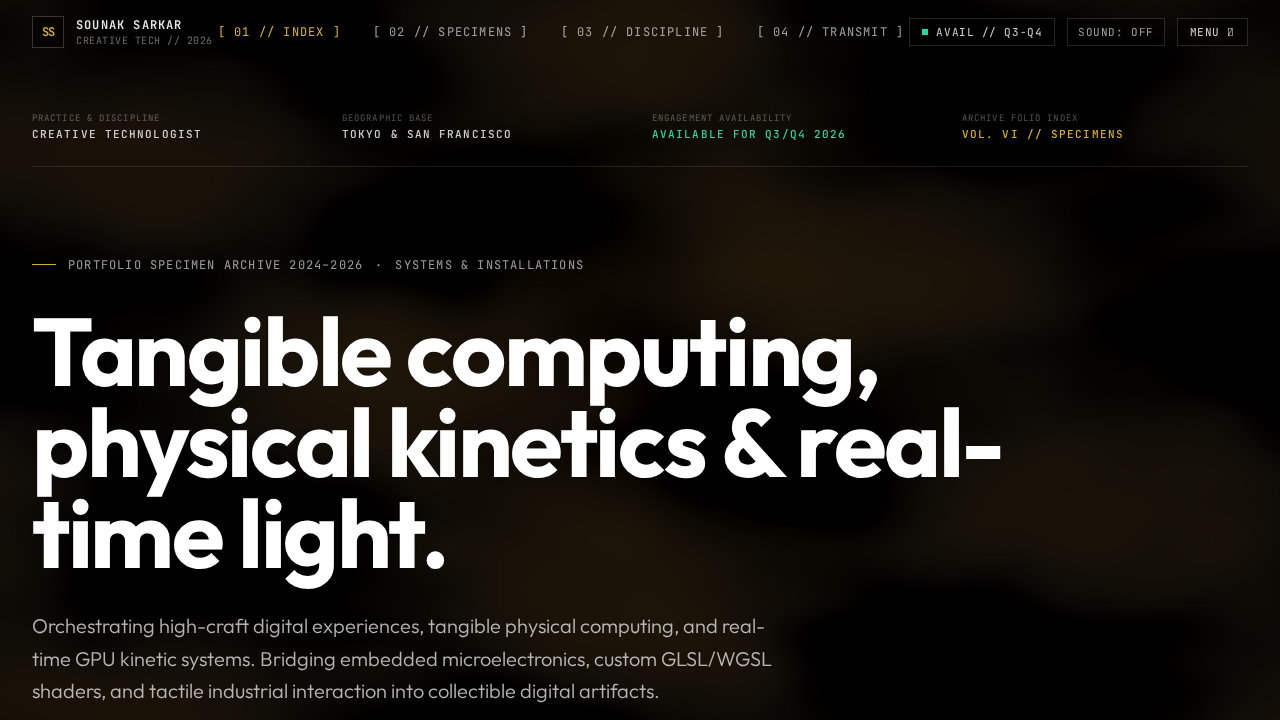 SS
SOUNAK SARKAR
CREATIVE TECH // 2026
[ 01 // INDEX ]
[ 02 // SPECIMENS ]
[ 03 // DISCIPLINE ]
[ 04 // TRANSMIT ]
AVAIL // Q3-Q4
SOUND: OFF
MENU
PRACTICE & DISCIPLINE
CREATIVE TECHNOLOGIST
GEOGRAPHIC BASE
TOKYO & SAN FRANCISCO
ENGAGEMENT AVAILABILITY
AVAILABLE FOR Q3/Q4 2026
ARCHIVE FOLIO INDEX
VOL. VI // SPECIMENS
PORTFOLIO SPECIMEN ARCHIVE 2024–2026 · SYSTEMS & INSTALLATIONS
Tangible computing,
physical kinetics & real-
time light.
Orchestrating high-craft digital experiences, tangible physical computing, and real-
time GPU kinetic systems. Bridging embedded microelectronics, custom GLSL/WGSL
shaders, and tactile industrial interaction into collectible digital artifacts.